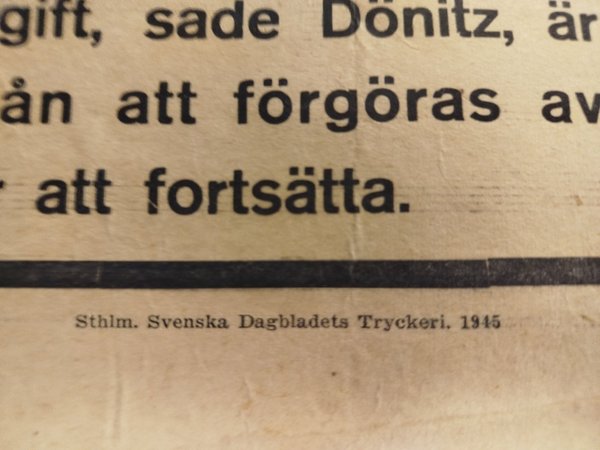 gift, sade Dönitz, är
ån att förgöras av
att fortsätta.
Sthlm. Svenska Dagbladets Tryckeri. 1945